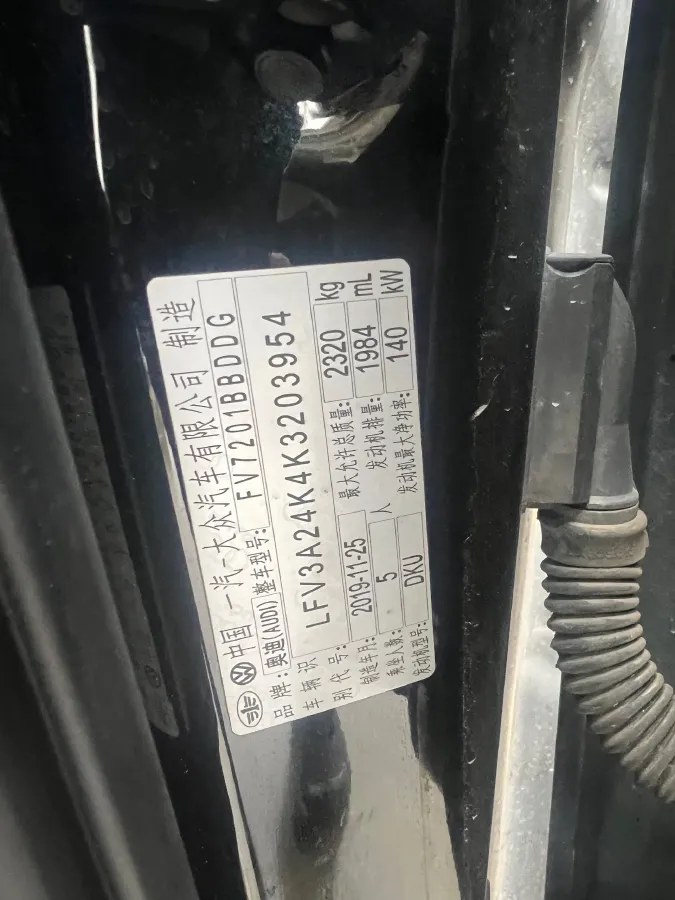 中国 一汽-大众汽车有限公司 制造
品牌: 奥迪(AUDI) 整车型号: FV7201BBDDG
车辆识别代号: LFV3A24K4K3203954
制造年月: 2019-11-25 最大允许总质量: 2320 kg
乘坐人数: 5 人 发动机排量: 1984 mL
发动机型号: DKU 发动机最大净功率: 140 kW